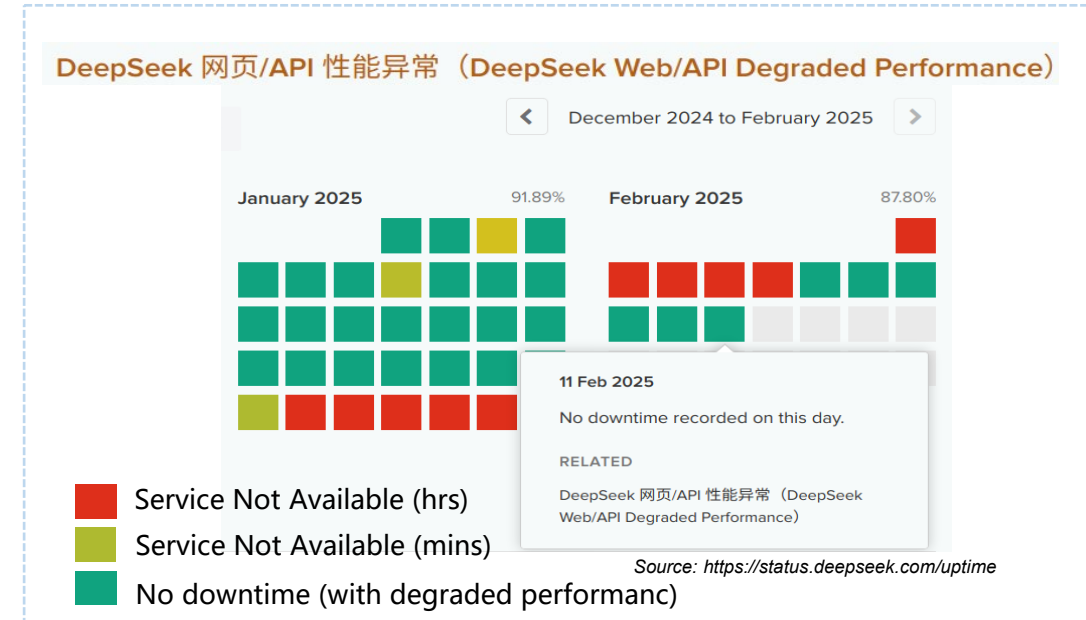 DeepSeek 网页/API 性能异常（DeepSeek Web/API Degraded Performance）
December 2024 to February 2025
January 2025 91.89%
February 2025 87.80%
11 Feb 2025
No downtime recorded on this day.
RELATED
DeepSeek 网页/API 性能异常（DeepSeek
Web/API Degraded Performance）
Service Not Available (hrs)
Service Not Available (mins)
No downtime (with degraded performanc)
Source: https://status.deepseek.com/uptime